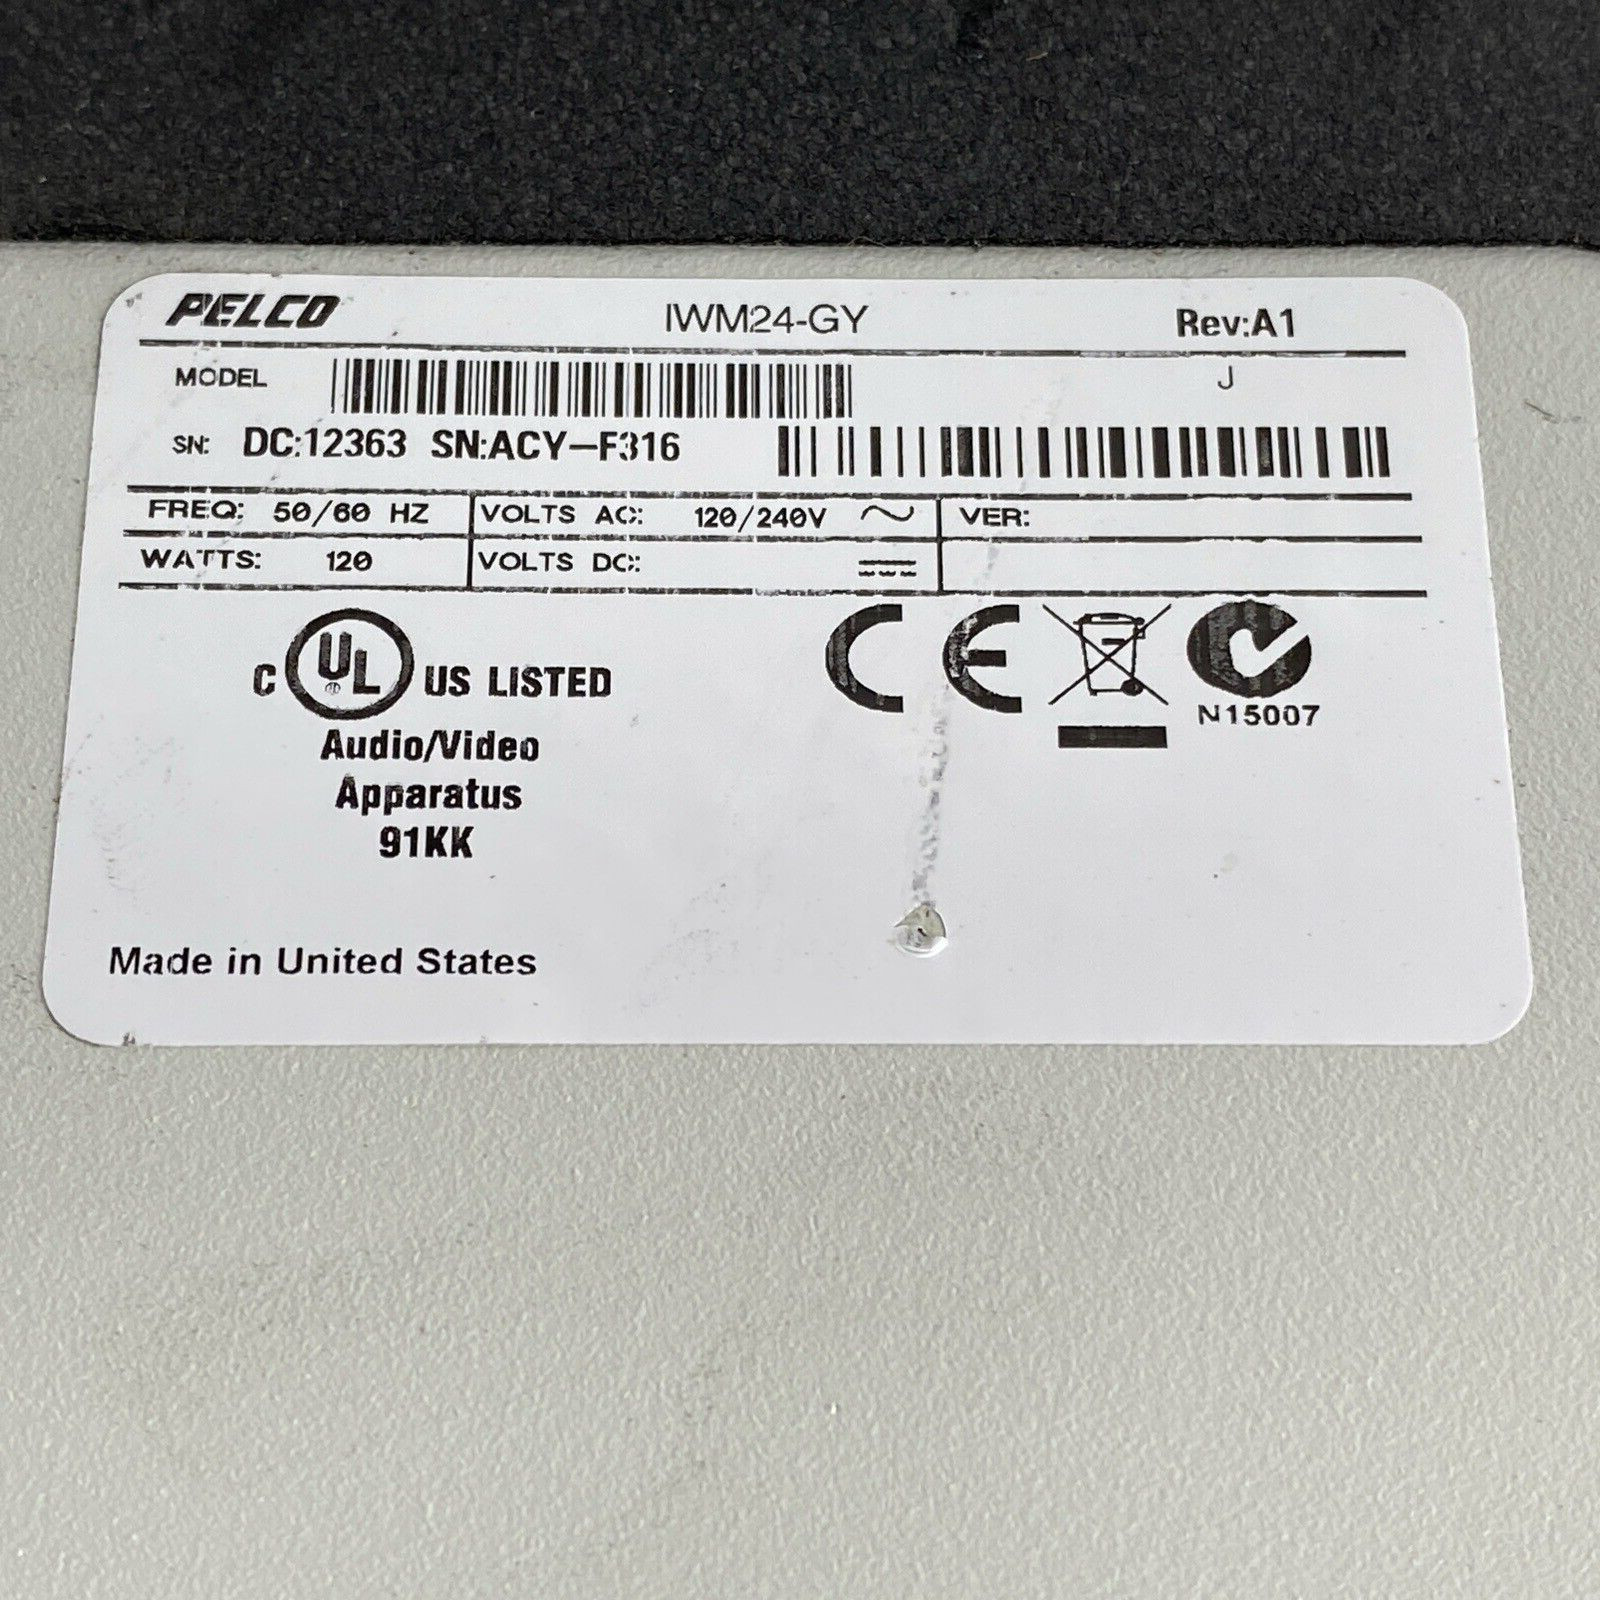 PELCO IWM24-GY Rev:A1
MODEL J
SN: DC:12363 SN:ACY-F316
FREQ: 50/60 HZ VOLTS AC: 120/240V VER:
WATTS: 120 VOLTS DC:
C UL US LISTED CE
N15007
Audio/Video
Apparatus
91KK
Made in United States